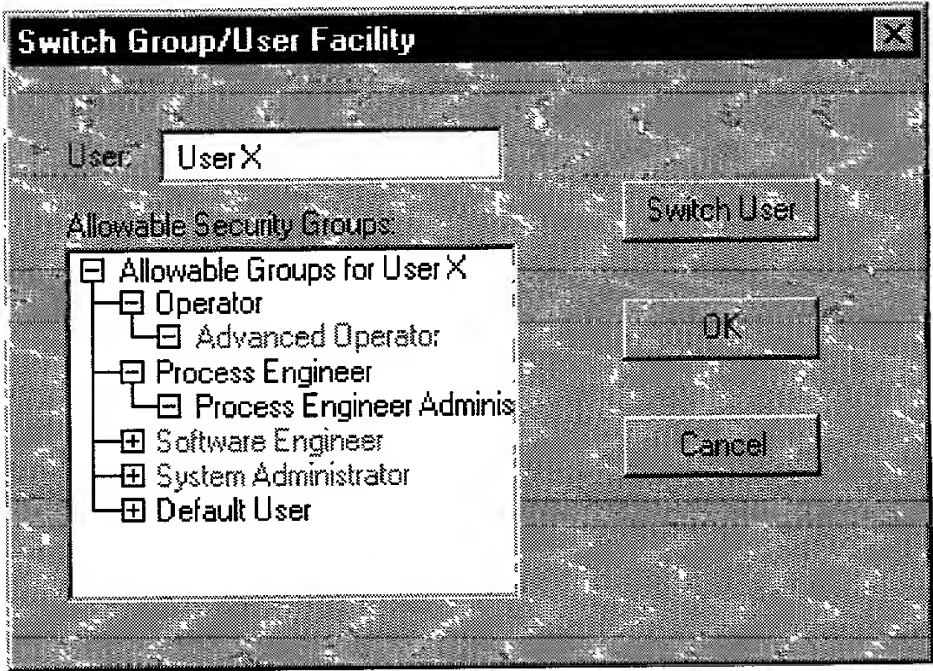 Switch Group/User Facility
User: User X
Allowable Security Groups:
Allowable Groups for User X
Operator
Advanced Operator
Process Engineer
Process Engineer Adminis
Software Engineer
System Administrator
Default User
Switch User
OK
Cancel